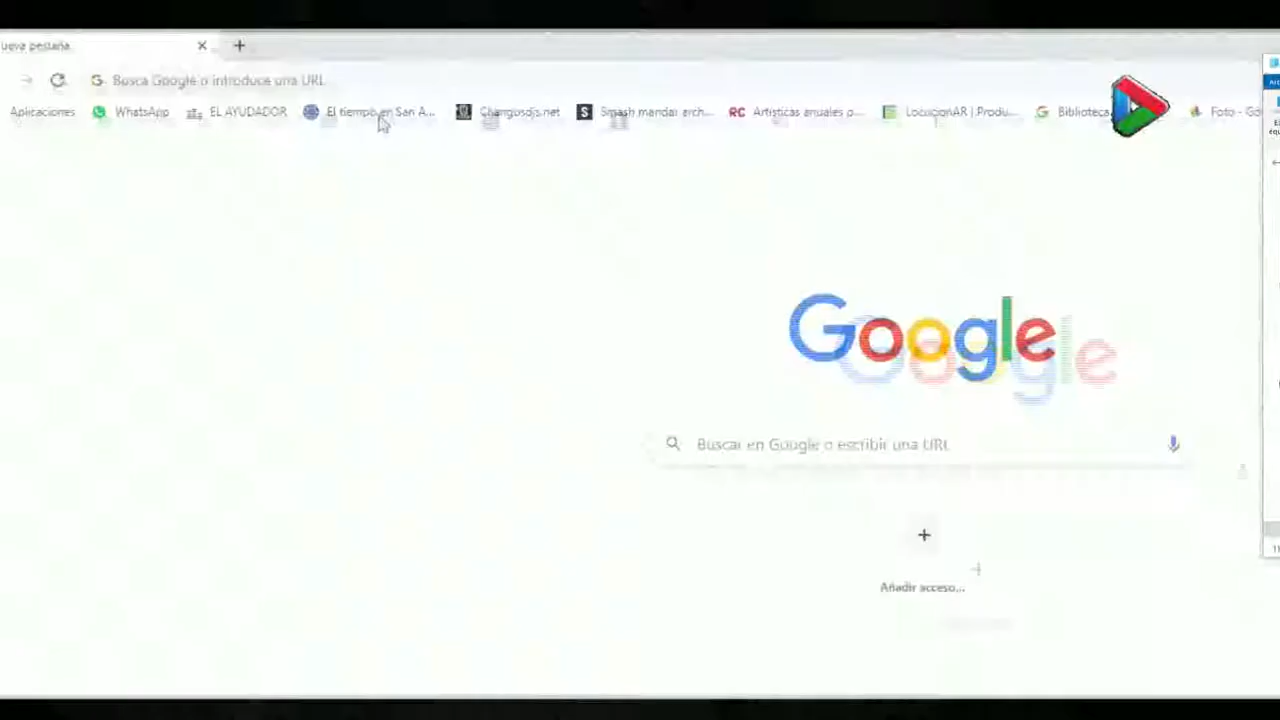 ueva pestaña
Busca Google o introduce una URL
Aplicaciones WhatsApp EL AYUDADOR El tiempo en San A... Changosdjs.net Smash mandar arch... RC Artísticas anuales p... LocucionAR | Produ... Biblioteca Foto - Go
Google
Buscar en Google o escribir una URL
Añadir acceso...